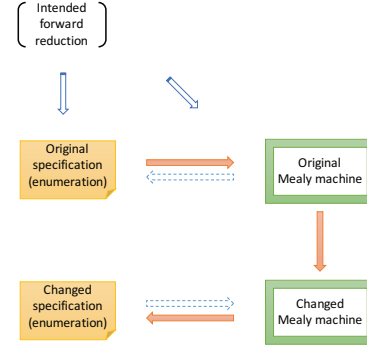 Intended
forward
reduction
Original
specification
(enumeration)
Original
Mealy machine
Changed
specification
(enumeration)
Changed
Mealy machine